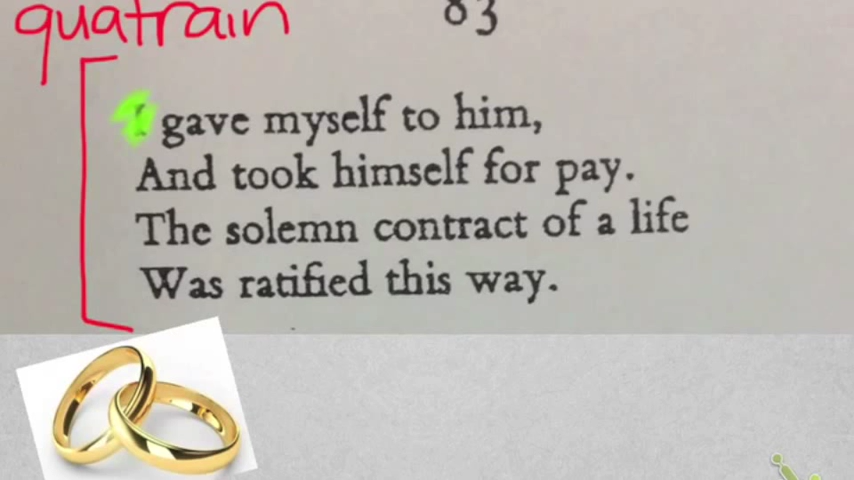 quatrain
83
I gave myself to him,
And took himself for pay.
The solemn contract of a life
Was ratified this way.